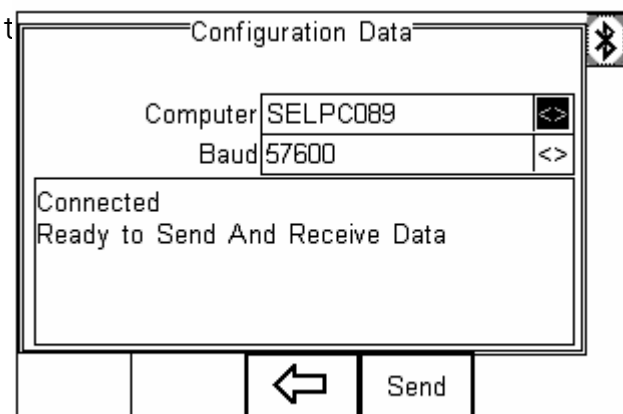 t
Configuration Data
Computer SELPC089 <>
Baud 57600 <>
Connected
Ready to Send And Receive Data
Send